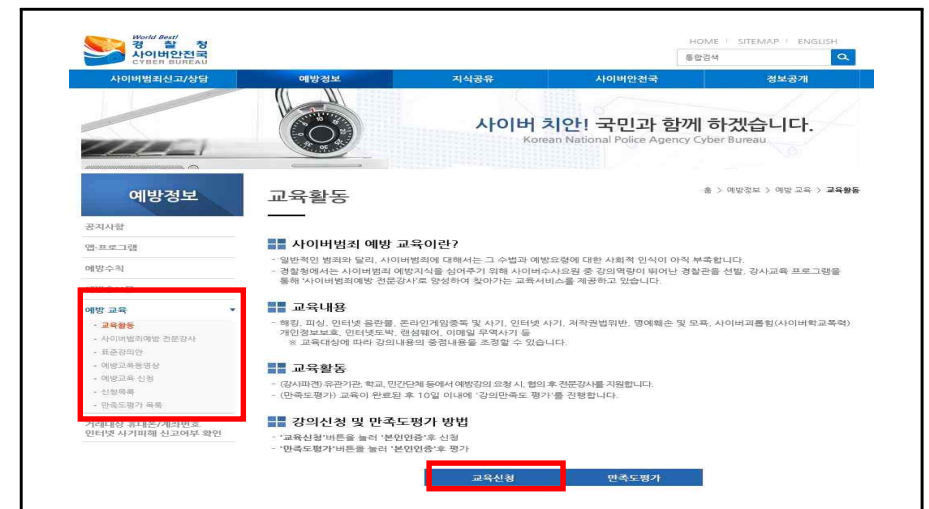 World Best!
경 찰 청
사이버안전국
CYBER BUREAU
HOME | SITEMAP | ENGLISH
통합검색
사이버범죄신고/상담 예방정보 지식공유 사이버안전국 정보공개
사이버 치안! 국민과 함께 하겠습니다.
Korean National Police Agency Cyber Bureau
예방정보
교육활동
홈 > 예방정보 > 예방 교육 > 교육활동
공지사항
앱·프로그램
예방수칙
예방 교육
- 교육활동
- 사이버범죄예방 전문강사
- 표준강의안
- 예방교육동영상
- 예방교육 신청
- 신청목록
- 만족도평가 목록
거래대상 휴대폰/계좌번호
인터넷 사기피해 신고여부 확인
사이버범죄 예방 교육이란?
- 일반적인 범죄와 달리, 사이버범죄에 대해서는 그 수법과 예방요령에 대한 사회적 인식이 아직 부족합니다.
- 경찰청에서는 사이버범죄 예방지식을 심어주기 위해 사이버수사요원 중 강의역량이 뛰어난 경찰관을 선발, 강사교육 프로그램을
통해 '사이버범죄예방 전문강사'로 양성하여 찾아가는 교육서비스를 제공하고 있습니다.
교육내용
- 해킹, 피싱, 인터넷 음란물, 온라인게임중독 및 사기, 인터넷 사기, 저작권법위반, 명예훼손 및 모욕, 사이버괴롭힘(사이버학교폭력)
개인정보보호, 인터넷도박, 랜섬웨어, 이메일 무역사기 등
※ 교육대상에 따라 강의내용의 중점내용을 조정할 수 있습니다.
교육활동
- (강사파견) 유관기관, 학교, 민간단체 등에서 예방강의 요청 시, 협의 후 전문강사를 지원합니다.
- (만족도평가) 교육이 완료된 후 10일 이내에 '강의만족도 평가'를 진행합니다.
강의신청 및 만족도평가 방법
- '교육신청'버튼을 눌러 '본인인증'후 신청
- '만족도평가'버튼을 눌러 '본인인증'후 평가
교육신청 만족도평가